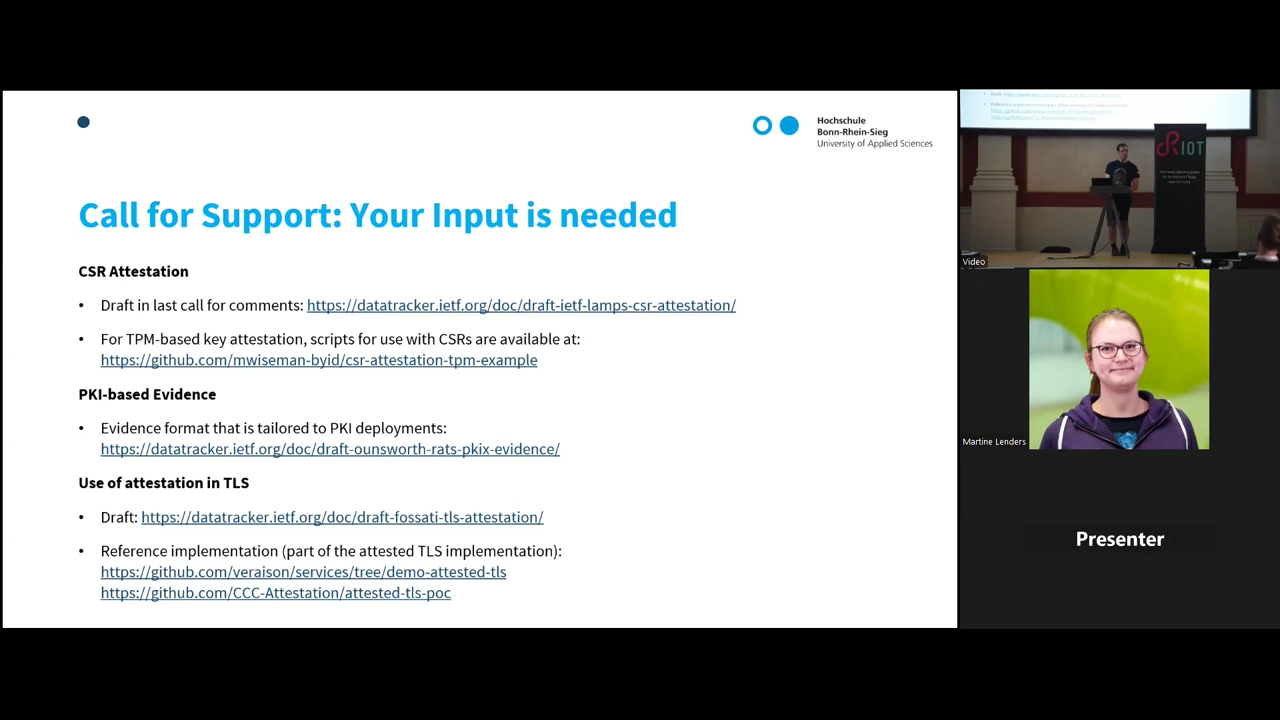 Hochschule
Bonn-Rhein-Sieg
University of Applied Sciences
Call for Support: Your Input is needed
CSR Attestation
• Draft in last call for comments: https://datatracker.ietf.org/doc/draft-ietf-lamps-csr-attestation/
• For TPM-based key attestation, scripts for use with CSRs are available at:
https://github.com/mwiseman-byid/csr-attestation-tpm-example
PKI-based Evidence
• Evidence format that is tailored to PKI deployments:
https://datatracker.ietf.org/doc/draft-ounsworth-rats-pkix-evidence/
Use of attestation in TLS
• Draft: https://datatracker.ietf.org/doc/draft-fossati-tls-attestation/
• Reference implementation (part of the attested TLS implementation):
https://github.com/veraison/services/tree/demo-attested-tls
https://github.com/CCC-Attestation/attested-tls-poc
RIOT
Video
Martine Lenders
Presenter